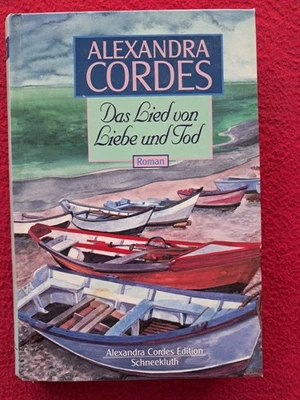 ALEXANDRA
CORDES
Das Lied von
Liebe und Tod
Roman
Alexandra Cordes Edition
Schneekluth